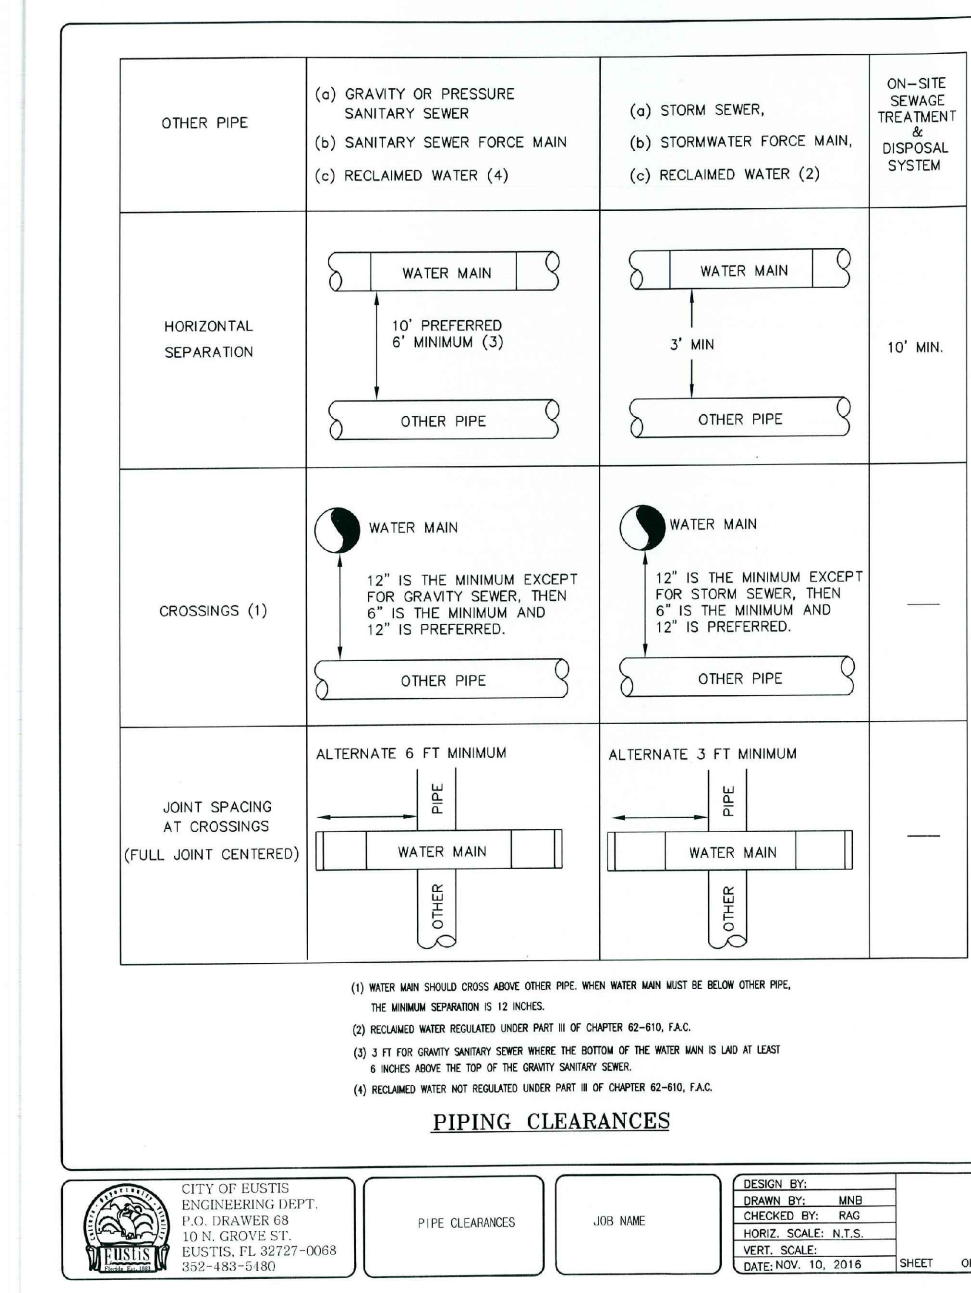 OTHER PIPE
(a) GRAVITY OR PRESSURE
SANITARY SEWER
(b) SANITARY SEWER FORCE MAIN
(c) RECLAIMED WATER (4)
(a) STORM SEWER,
(b) STORMWATER FORCE MAIN,
(c) RECLAIMED WATER (2)
ON-SITE
SEWAGE
TREATMENT
&
DISPOSAL
SYSTEM
HORIZONTAL
SEPARATION
WATER MAIN
10' PREFERRED
6' MINIMUM (3)
OTHER PIPE
WATER MAIN
3' MIN
OTHER PIPE
10' MIN.
CROSSINGS (1)
WATER MAIN
12" IS THE MINIMUM EXCEPT
FOR GRAVITY SEWER, THEN
6" IS THE MINIMUM AND
12" IS PREFERRED.
OTHER PIPE
WATER MAIN
12" IS THE MINIMUM EXCEPT
FOR STORM SEWER, THEN
6" IS THE MINIMUM AND
12" IS PREFERRED.
OTHER PIPE
JOINT SPACING
AT CROSSINGS
(FULL JOINT CENTERED)
ALTERNATE 6 FT MINIMUM
PIPE
WATER MAIN
OTHER
ALTERNATE 3 FT MINIMUM
PIPE
WATER MAIN
OTHER
(1) WATER MAIN SHOULD CROSS ABOVE OTHER PIPE. WHEN WATER MAIN MUST BE BELOW OTHER PIPE,
THE MINIMUM SEPARATION IS 12 INCHES.
(2) RECLAIMED WATER REGULATED UNDER PART III OF CHAPTER 62-610, F.A.C.
(3) 3 FT FOR GRAVITY SANITARY SEWER WHERE THE BOTTOM OF THE WATER MAIN IS LAID AT LEAST
6 INCHES ABOVE THE TOP OF THE GRAVITY SANITARY SEWER.
(4) RECLAIMED WATER NOT REGULATED UNDER PART III OF CHAPTER 62-610, F.A.C.
PIPING CLEARANCES
EUSTIS
CITY OF EUSTIS
ENGINEERING DEPT.
P.O. DRAWER 68
10 N. GROVE ST.
EUSTIS, FL 32727-0068
352-483-5480
PIPE CLEARANCES
JOB NAME
DESIGN BY:
DRAWN BY: MNB
CHECKED BY: RAG
HORIZ. SCALE: N.T.S.
VERT. SCALE:
DATE: NOV. 10, 2016
SHEET